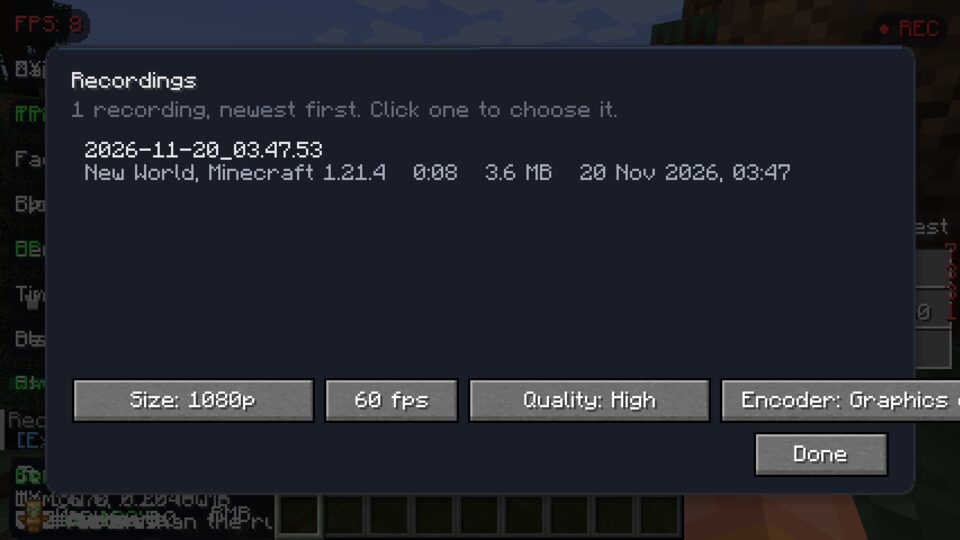 FPS: 8
REC
Recordings
1 recording, newest first. Click one to choose it.
2026-11-20_03.47.53
New World, Minecraft 1.21.4 0:08 3.6 MB 20 Nov 2026, 03:47
Size: 1080p
60 fps
Quality: High
Encoder: Graphics
Done